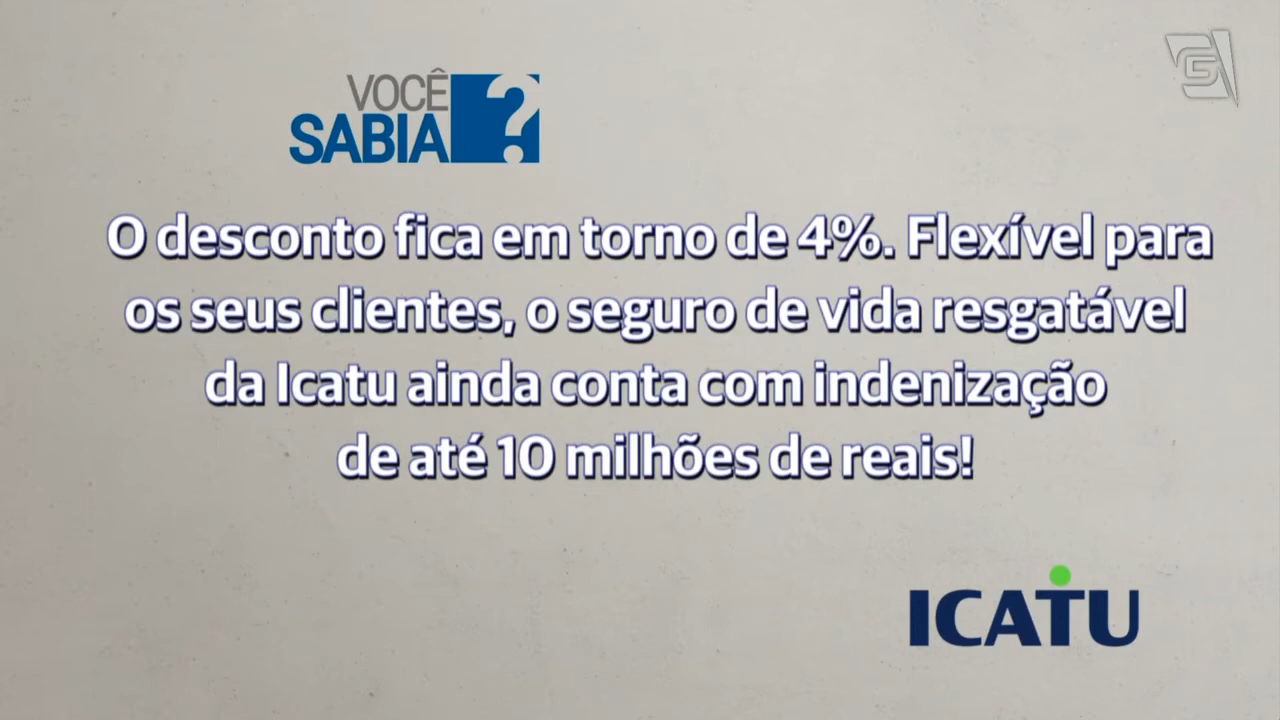 VOCÊ
SABIA?
O desconto fica em torno de 4%. Flexível para
os seus clientes, o seguro de vida resgatável
da Icatu ainda conta com indenização
de até 10 milhões de reais!
ICATU